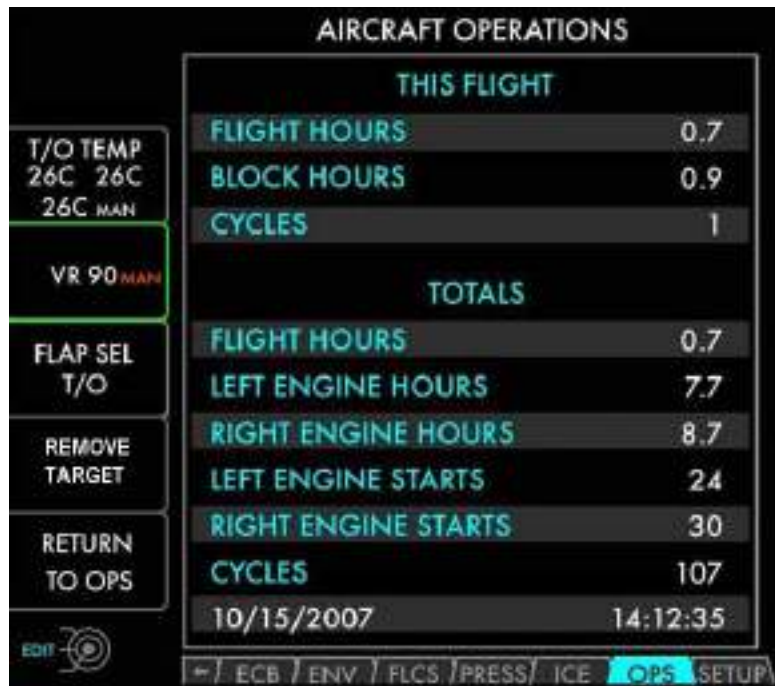 AIRCRAFT OPERATIONS
THIS FLIGHT
FLIGHT HOURS 0.7
BLOCK HOURS 0.9
CYCLES 1
TOTALS
FLIGHT HOURS 0.7
LEFT ENGINE HOURS 7.7
RIGHT ENGINE HOURS 8.7
LEFT ENGINE STARTS 24
RIGHT ENGINE STARTS 30
CYCLES 107
10/15/2007 14:12:35
T/O TEMP
26C 26C
26C MAN
VR 90 MAN
FLAP SEL
T/O
REMOVE
TARGET
RETURN
TO OPS
EDIT
← ECB ENV FLCS PRESS ICE OPS SETUP